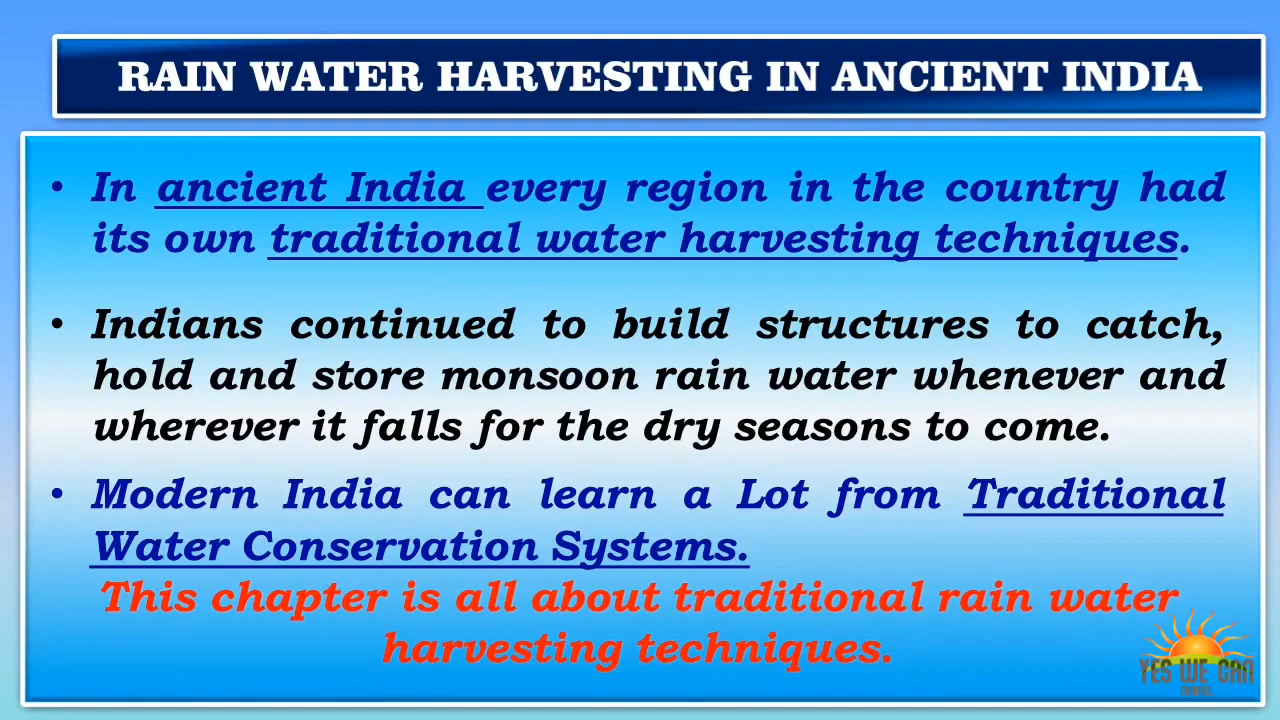 RAIN WATER HARVESTING IN ANCIENT INDIA
• In ancient India every region in the country had
its own traditional water harvesting techniques.
• Indians continued to build structures to catch,
hold and store monsoon rain water whenever and
wherever it falls for the dry seasons to come.
• Modern India can learn a Lot from Traditional
Water Conservation Systems.
This chapter is all about traditional rain water
harvesting techniques.
YES WE CAN